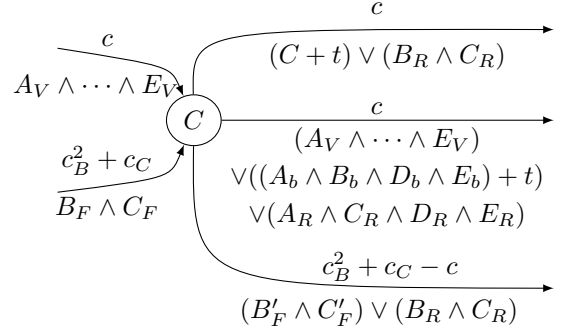 c
(C + t) ∨ (B_R ∧ C_R)
c
A_V ∧ ⋯ ∧ E_V
C
c
(A_V ∧ ⋯ ∧ E_V)
∨((A_b ∧ B_b ∧ D_b ∧ E_b) + t)
∨(A_R ∧ C_R ∧ D_R ∧ E_R)
c_B^2 + c_C
B_F ∧ C_F
c_B^2 + c_C − c
(B'_F ∧ C'_F) ∨ (B_R ∧ C_R)